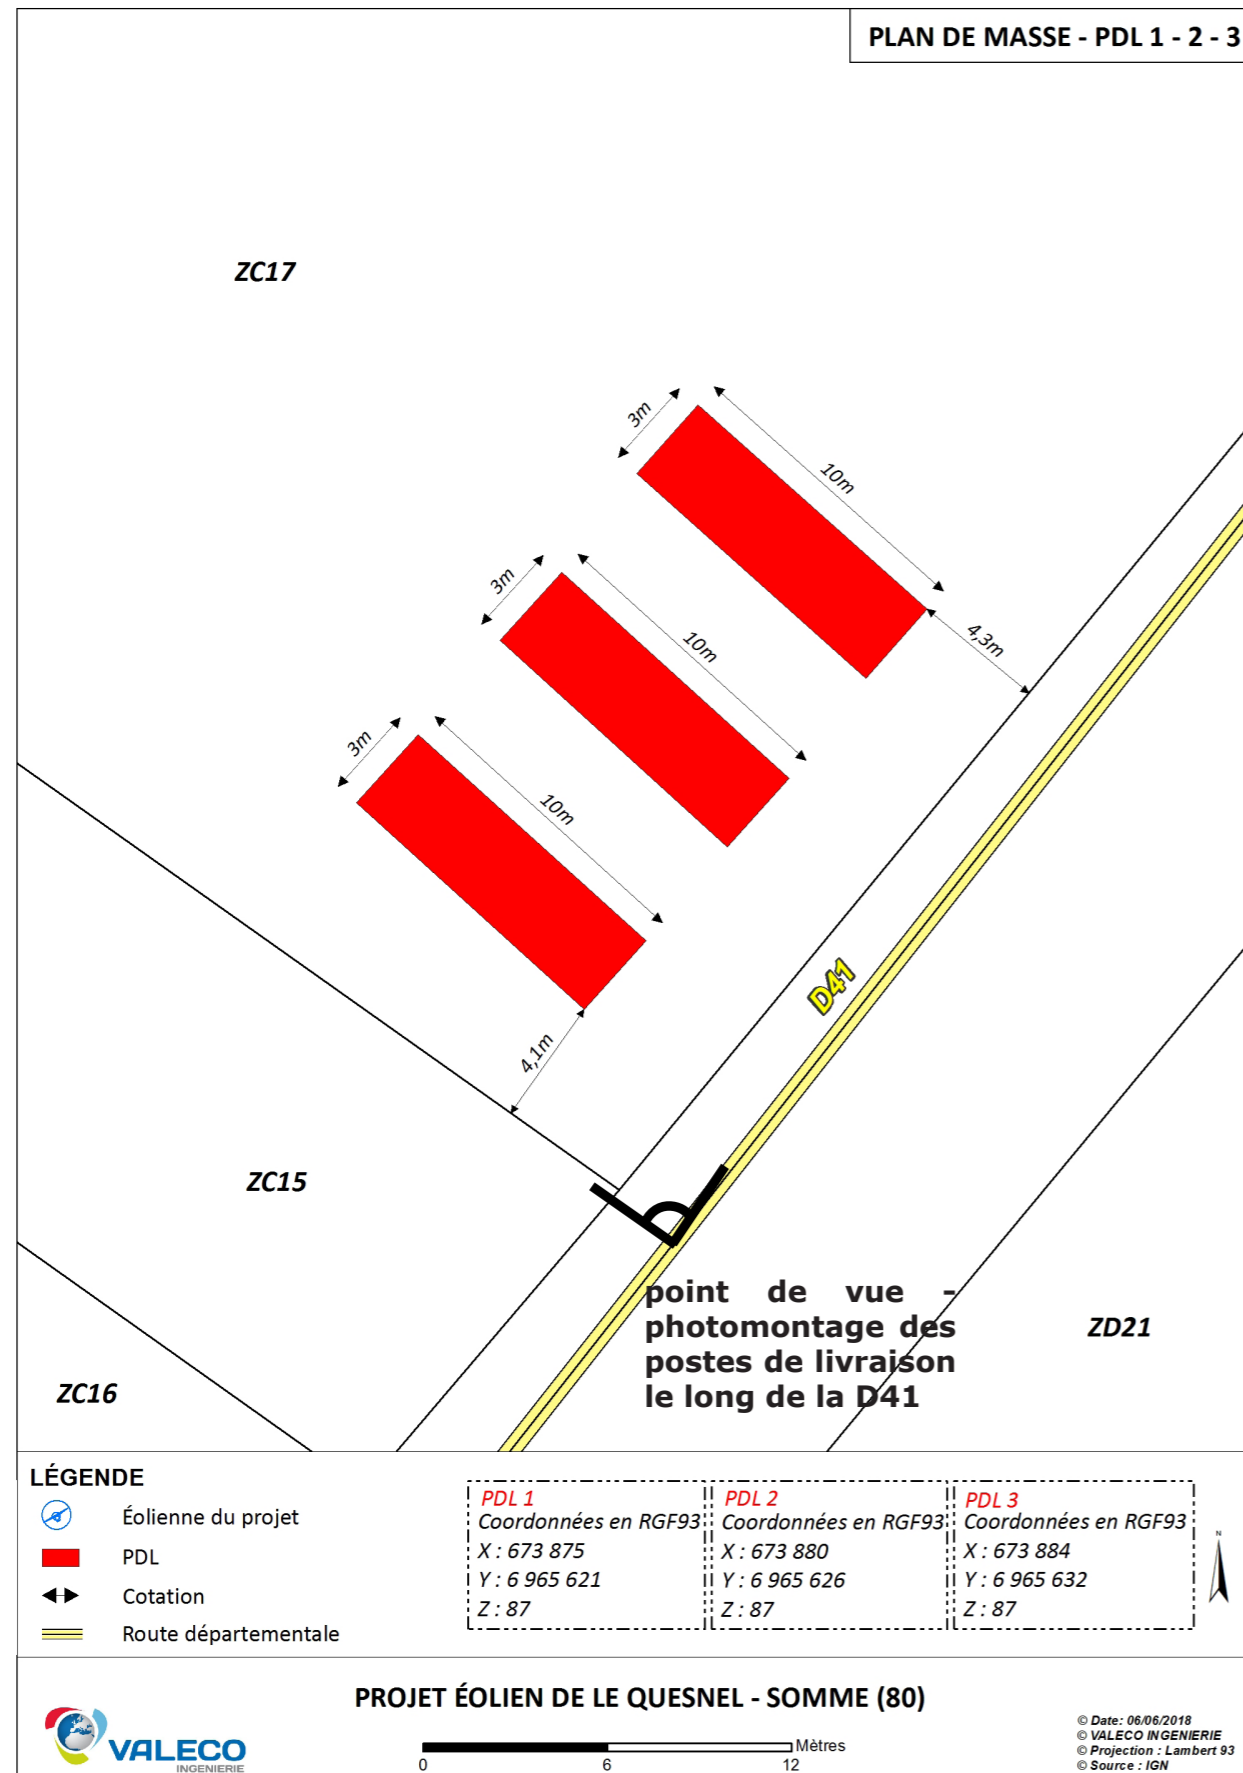 PLAN DE MASSE - PDL 1 - 2 - 3
ZC17
3m
10m
4,3m
3m
10m
3m
10m
4,1m
D41
ZC15
point de vue -
photomontage des
postes de livraison
le long de la D41
ZD21
ZC16
LÉGENDE
Éolienne du projet
PDL
Cotation
Route départementale
PDL 1
Coordonnées en RGF93
X : 673 875
Y : 6 965 621
Z : 87
PDL 2
Coordonnées en RGF93
X : 673 880
Y : 6 965 626
Z : 87
PDL 3
Coordonnées en RGF93
X : 673 884
Y : 6 965 632
Z : 87
N
PROJET ÉOLIEN DE LE QUESNEL - SOMME (80)
VALECO
INGENIERIE
Mètres
0 6 12
© Date: 06/06/2018
© VALECO INGENIERIE
© Projection : Lambert 93
© Source : IGN